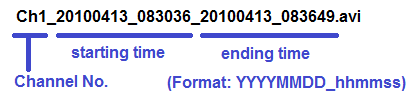 Ch1_20100413_083036_20100413_083649.avi
starting time ending time
Channel No. (Format: YYYYMMDD_hhmmss)